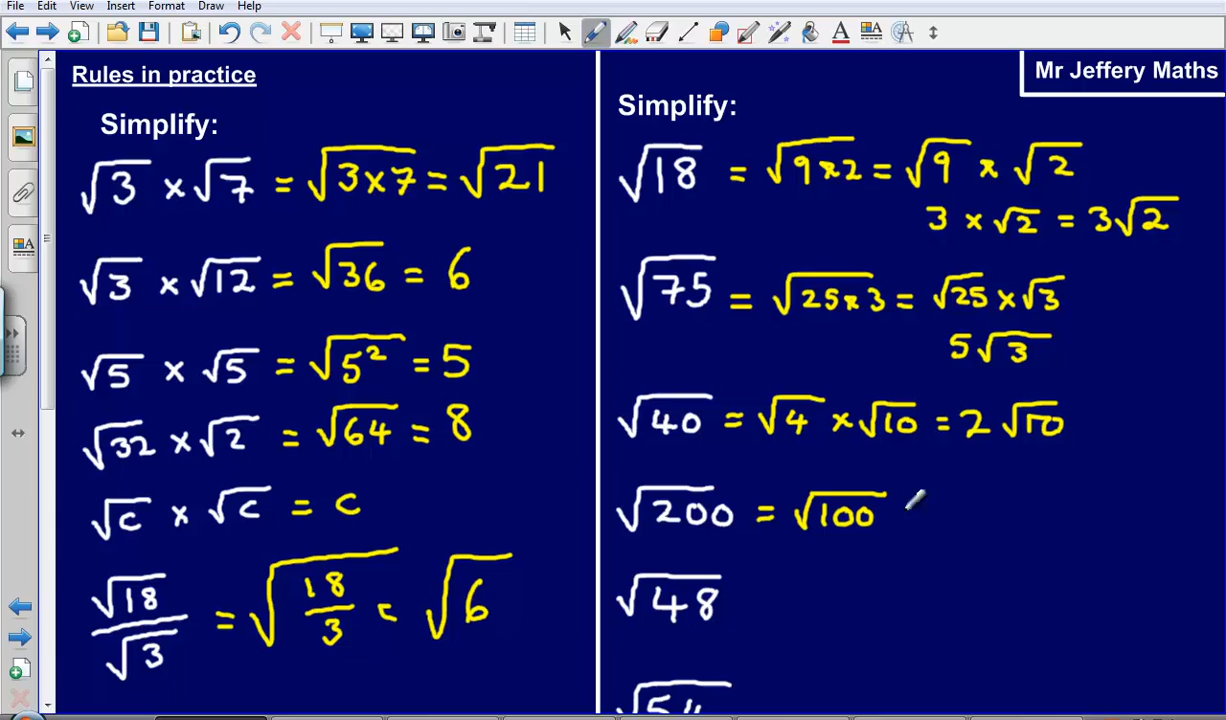 File Edit View Insert Format Draw Help
Rules in practice
Simplify:
√3 × √7 = √3×7 = √21
√3 × √12 = √36 = 6
√5 × √5 = √5² = 5
√32 × √2 = √64 = 8
√c × √c = c
√18/√3 = √18/3 = √6
Mr Jeffery Maths
Simplify:
√18 = √9×2 = √9 × √2
3 × √2 = 3√2
√75 = √25×3 = √25 × √3
5√3
√40 = √4 × √10 = 2√10
√200 = √100
√48
√54